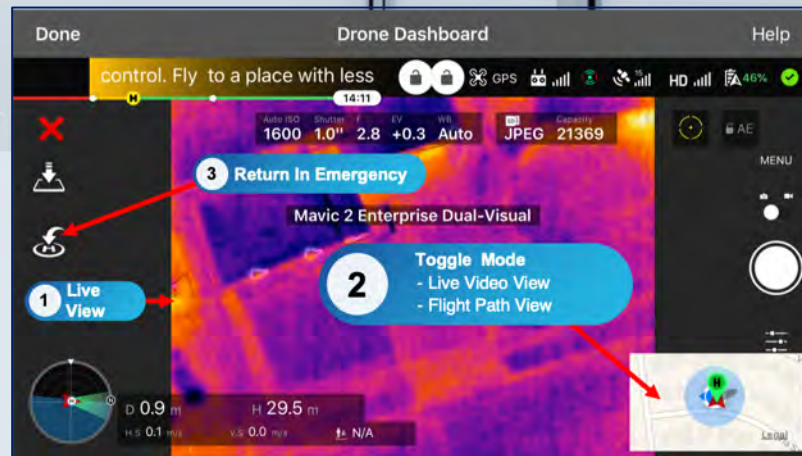 Done
Drone Dashboard
Help
control. Fly to a place with less
GPS
15
HD
46%
H
14:11
Auto ISO Shutter F EV WB
1600 1.0" 2.8 +0.3 Auto
Capacity
JPEG 21369
AE
MENU
3 Return In Emergency
Mavic 2 Enterprise Dual-Visual
H
1 Live
View
2
Toggle Mode
- Live Video View
- Flight Path View
H
N
D 0.9 m H 29.5 m
H.S 0.1 m/s V.S 0.0 m/s N/A
Legal